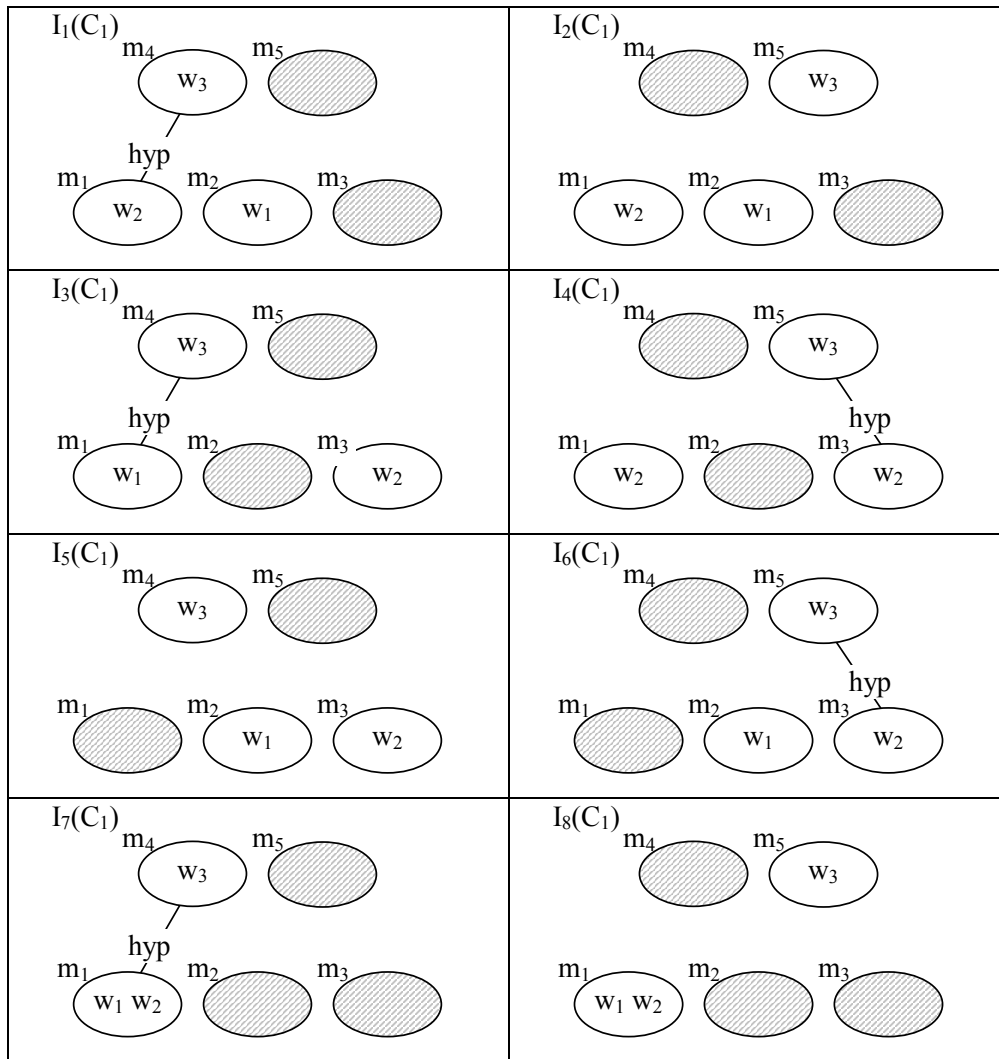 I₁(C₁)
m₄ m₅
w₃
hyp
m₁ m₂ m₃
w₂ w₁
I₂(C₁)
m₄ m₅
w₃
m₁ m₂ m₃
w₂ w₁
I₃(C₁)
m₄ m₅
w₃
hyp
m₁ m₂ m₃
w₁ w₂
I₄(C₁)
m₄ m₅
w₃
hyp
m₁ m₂ m₃
w₂ w₂
I₅(C₁)
m₄ m₅
w₃
m₁ m₂ m₃
w₁ w₂
I₆(C₁)
m₄ m₅
w₃
hyp
m₁ m₂ m₃
w₁ w₂
I₇(C₁)
m₄ m₅
w₃
hyp
m₁ m₂ m₃
w₁ w₂
I₈(C₁)
m₄ m₅
w₃
m₁ m₂ m₃
w₁ w₂